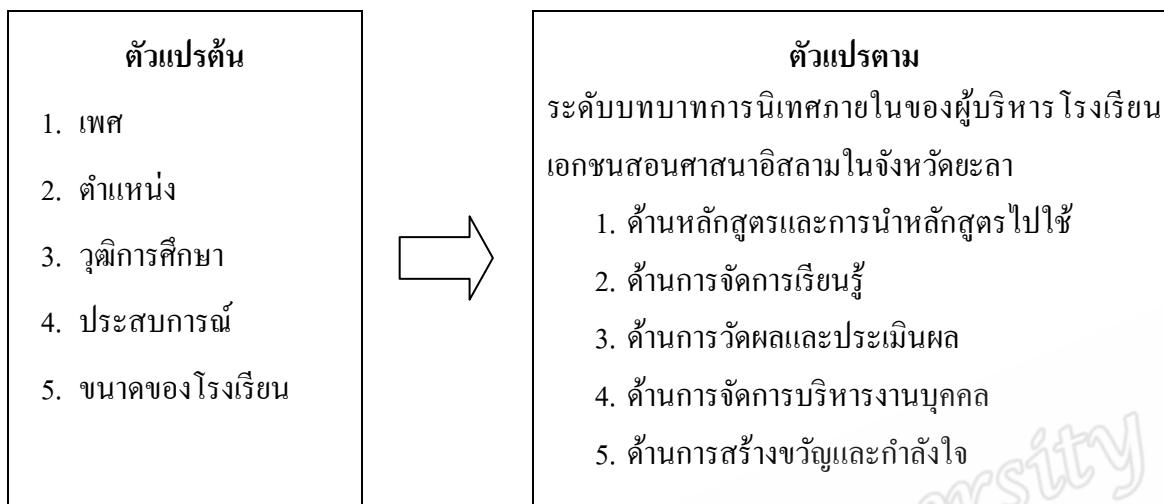 ตัวแปรต้น
1. เพศ
2. ตำแหน่ง
3. วุฒิการศึกษา
4. ประสบการณ์
5. ขนาดของโรงเรียน
ตัวแปรตาม
ระดับบทบาทการนิเทศภายในของผู้บริหารโรงเรียน
เอกชนสอนศาสนาอิสลามในจังหวัดยะลา
1. ด้านหลักสูตรและการนำหลักสูตรไปใช้
2. ด้านการจัดการเรียนรู้
3. ด้านการวัดผลและประเมินผล
4. ด้านการจัดการบริหารงานบุคคล
5. ด้านการสร้างขวัญและกำลังใจ